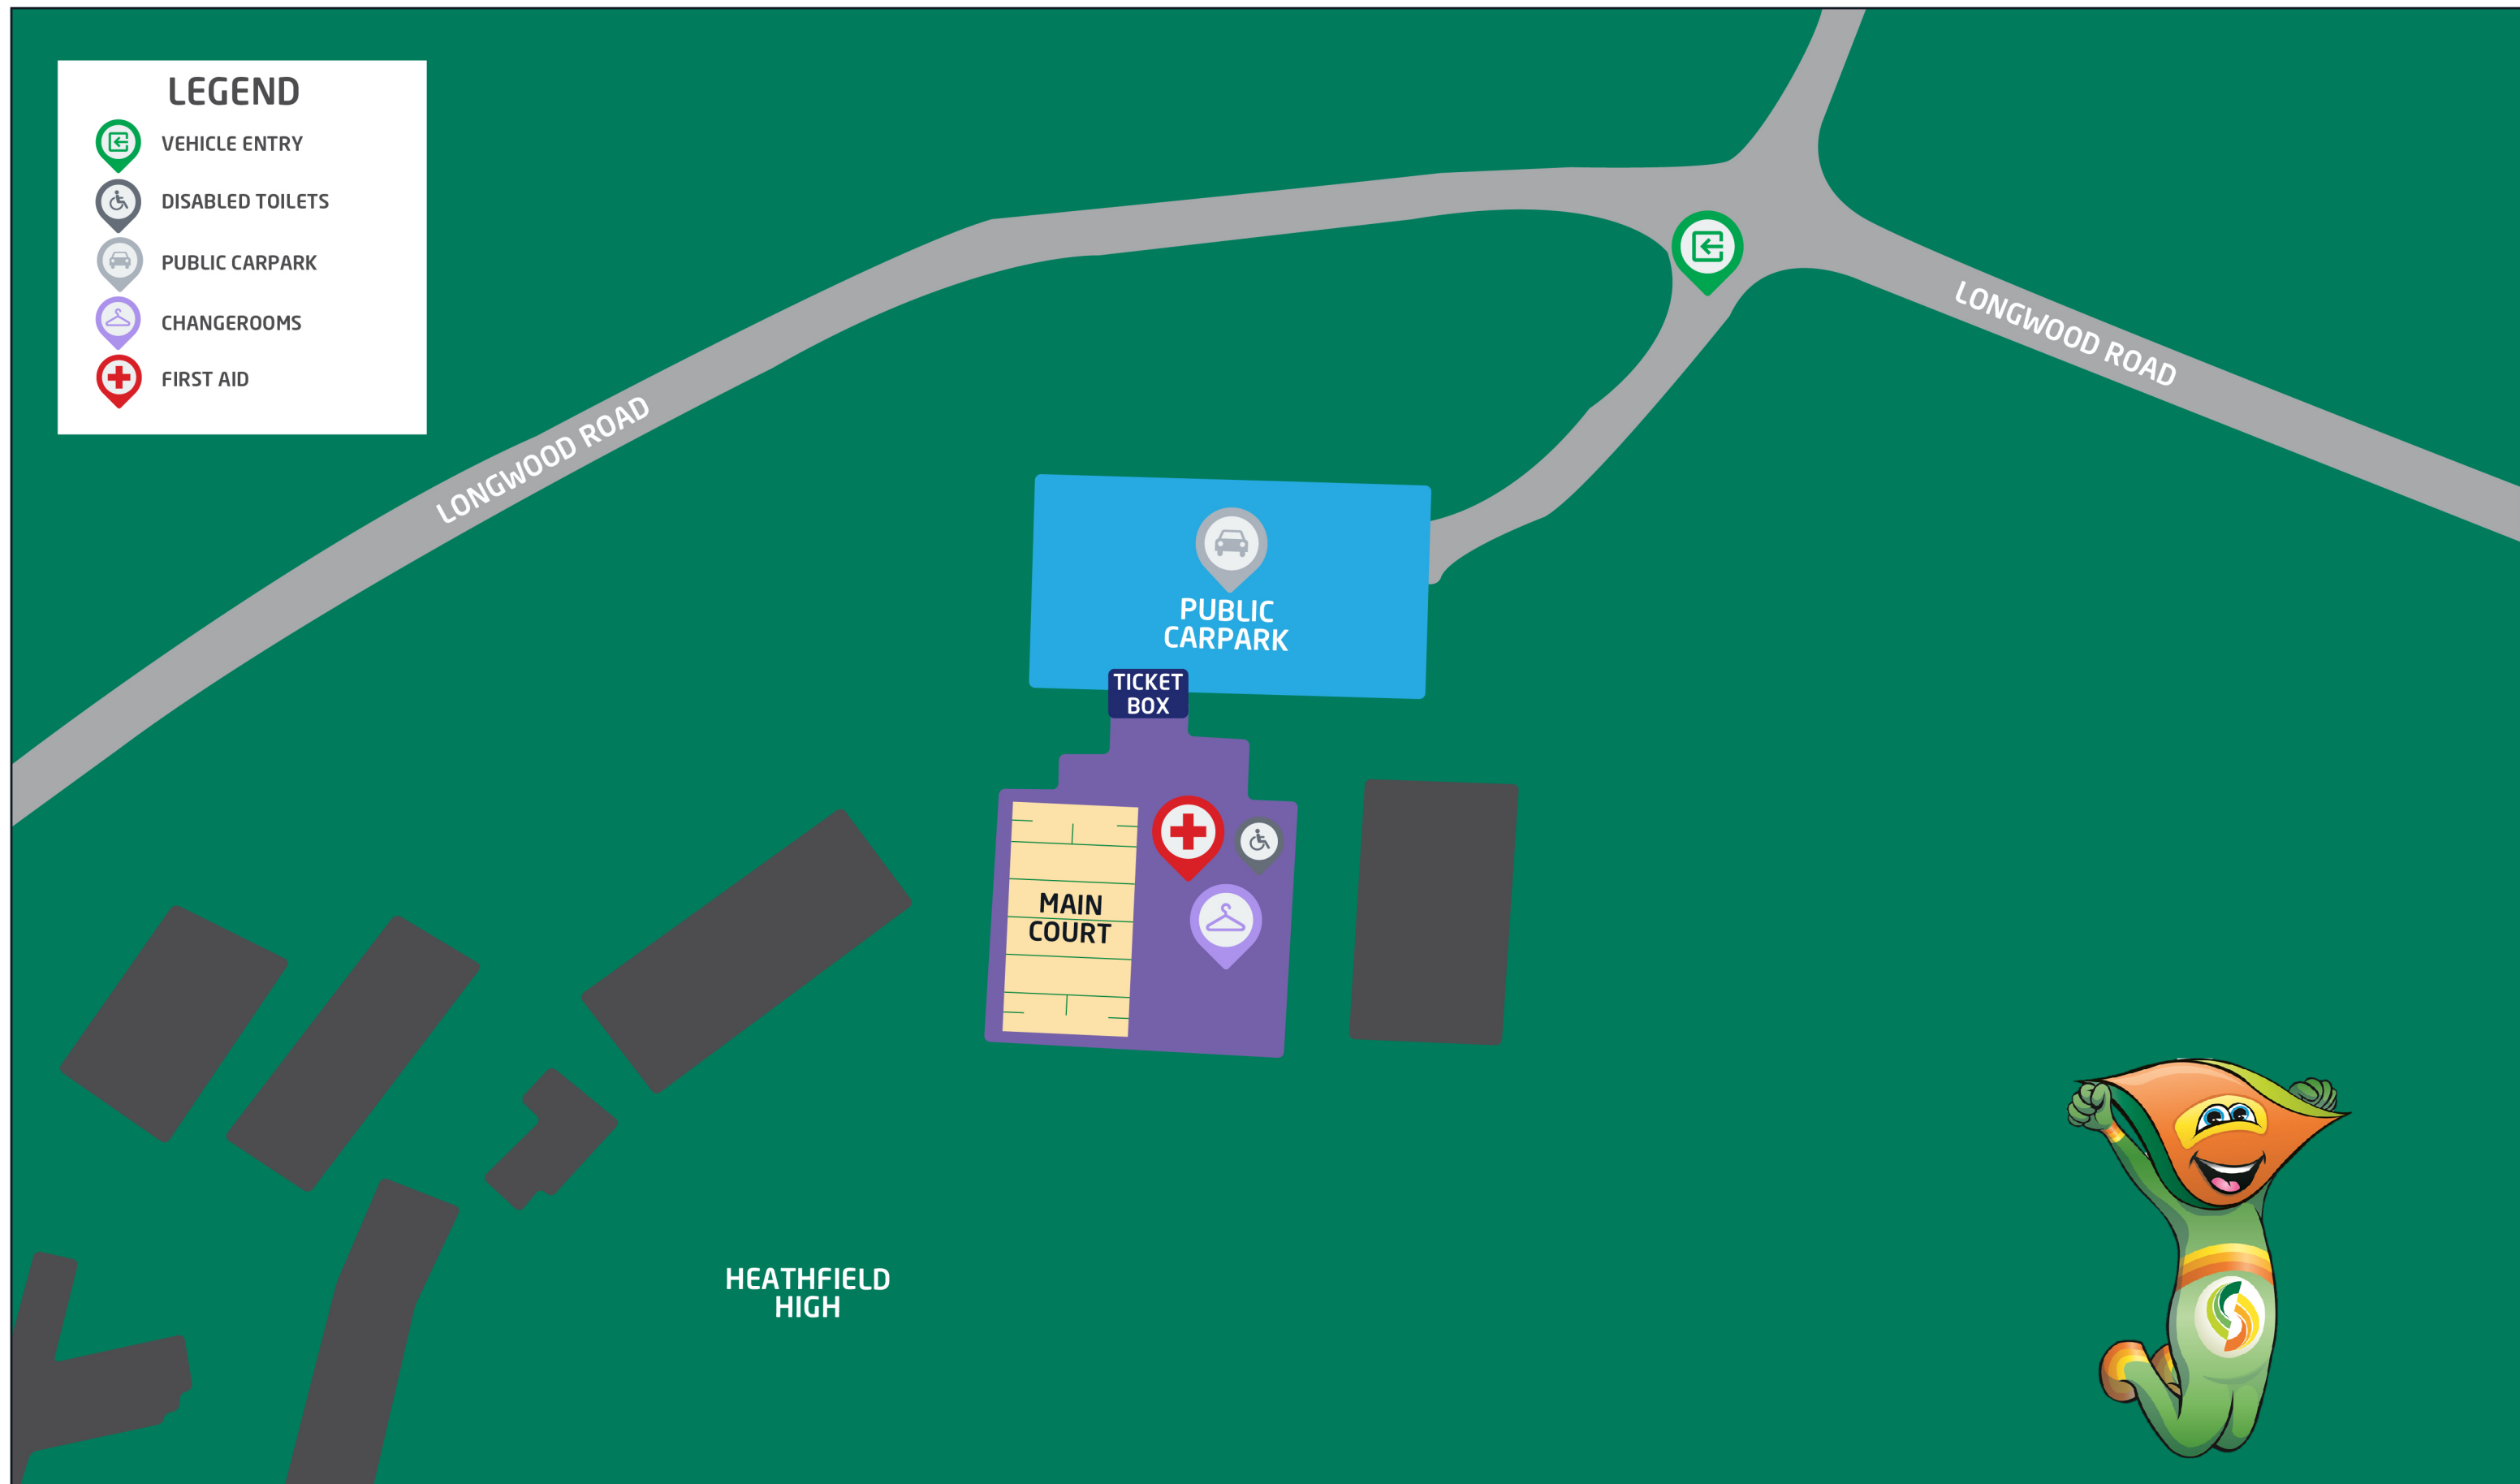 LEGEND
VEHICLE ENTRY
DISABLED TOILETS
PUBLIC CARPARK
CHANGEROOMS
FIRST AID
LONGWOOD ROAD
LONGWOOD ROAD
PUBLIC
CARPARK
TICKET
BOX
MAIN
COURT
HEATHFIELD
HIGH